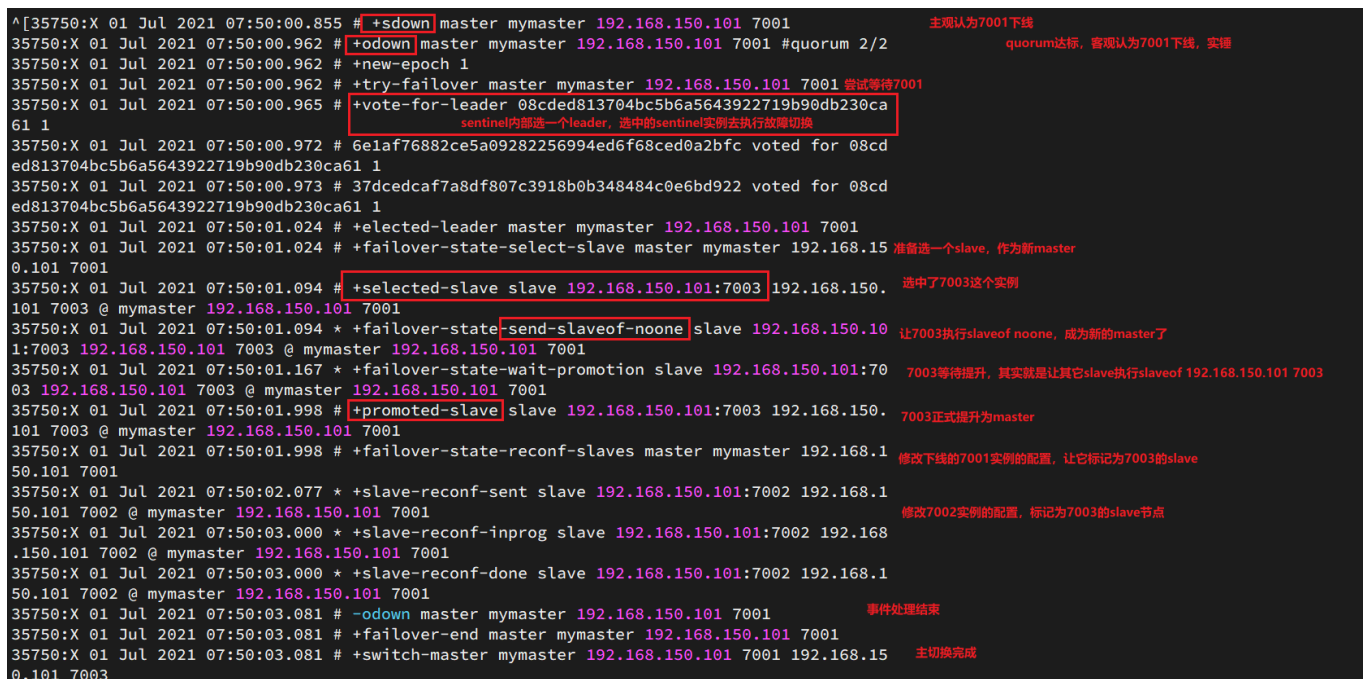 ^[35750:X 01 Jul 2021 07:50:00.855 # +sdown master mymaster 192.168.150.101 7001 主观认为7001下线
35750:X 01 Jul 2021 07:50:00.962 # +odown master mymaster 192.168.150.101 7001 #quorum 2/2 quorum达标，客观认为7001下线，实锤
35750:X 01 Jul 2021 07:50:00.962 # +new-epoch 1
35750:X 01 Jul 2021 07:50:00.962 # +try-failover master mymaster 192.168.150.101 7001 尝试等待7001
35750:X 01 Jul 2021 07:50:00.965 # +vote-for-leader 08cded813704bc5b6a5643922719b90db230ca
61 1 sentinel内部选一个leader，选中的sentinel实例去执行故障切换
35750:X 01 Jul 2021 07:50:00.972 # 6e1af76882ce5a09282256994ed6f68ced0a2bfc voted for 08cd
ed813704bc5b6a5643922719b90db230ca61 1
35750:X 01 Jul 2021 07:50:00.973 # 37dcedcaf7a8df807c3918b0b348484c0e6bd922 voted for 08cd
ed813704bc5b6a5643922719b90db230ca61 1
35750:X 01 Jul 2021 07:50:01.024 # +elected-leader master mymaster 192.168.150.101 7001
35750:X 01 Jul 2021 07:50:01.024 # +failover-state-select-slave master mymaster 192.168.15 准备选一个slave，作为新master
0.101 7001
35750:X 01 Jul 2021 07:50:01.094 # +selected-slave slave 192.168.150.101:7003 192.168.150. 选中了7003这个实例
101 7003 @ mymaster 192.168.150.101 7001
35750:X 01 Jul 2021 07:50:01.094 * +failover-state-send-slaveof-noone slave 192.168.150.10 让7003执行slaveof noone，成为新的master了
1:7003 192.168.150.101 7003 @ mymaster 192.168.150.101 7001
35750:X 01 Jul 2021 07:50:01.167 * +failover-state-wait-promotion slave 192.168.150.101:70 7003等待提升，其实就是让其它slave执行slaveof 192.168.150.101 7003
03 192.168.150.101 7003 @ mymaster 192.168.150.101 7001
35750:X 01 Jul 2021 07:50:01.998 # +promoted-slave slave 192.168.150.101:7003 192.168.150. 7003正式提升为master
101 7003 @ mymaster 192.168.150.101 7001
35750:X 01 Jul 2021 07:50:01.998 # +failover-state-reconf-slaves master mymaster 192.168.1 修改下线的7001实例的配置，让它标记为7003的slave
50.101 7001
35750:X 01 Jul 2021 07:50:02.077 * +slave-reconf-sent slave 192.168.150.101:7002 192.168.1
50.101 7002 @ mymaster 192.168.150.101 7001 修改7002实例的配置，标记为7003的slave节点
35750:X 01 Jul 2021 07:50:03.000 * +slave-reconf-inprog slave 192.168.150.101:7002 192.168
.150.101 7002 @ mymaster 192.168.150.101 7001
35750:X 01 Jul 2021 07:50:03.000 * +slave-reconf-done slave 192.168.150.101:7002 192.168.1
50.101 7002 @ mymaster 192.168.150.101 7001
35750:X 01 Jul 2021 07:50:03.081 # -odown master mymaster 192.168.150.101 7001 事件处理结束
35750:X 01 Jul 2021 07:50:03.081 # +failover-end master mymaster 192.168.150.101 7001
35750:X 01 Jul 2021 07:50:03.081 # +switch-master mymaster 192.168.150.101 7001 192.168.15 主切换完成
0.101 7003